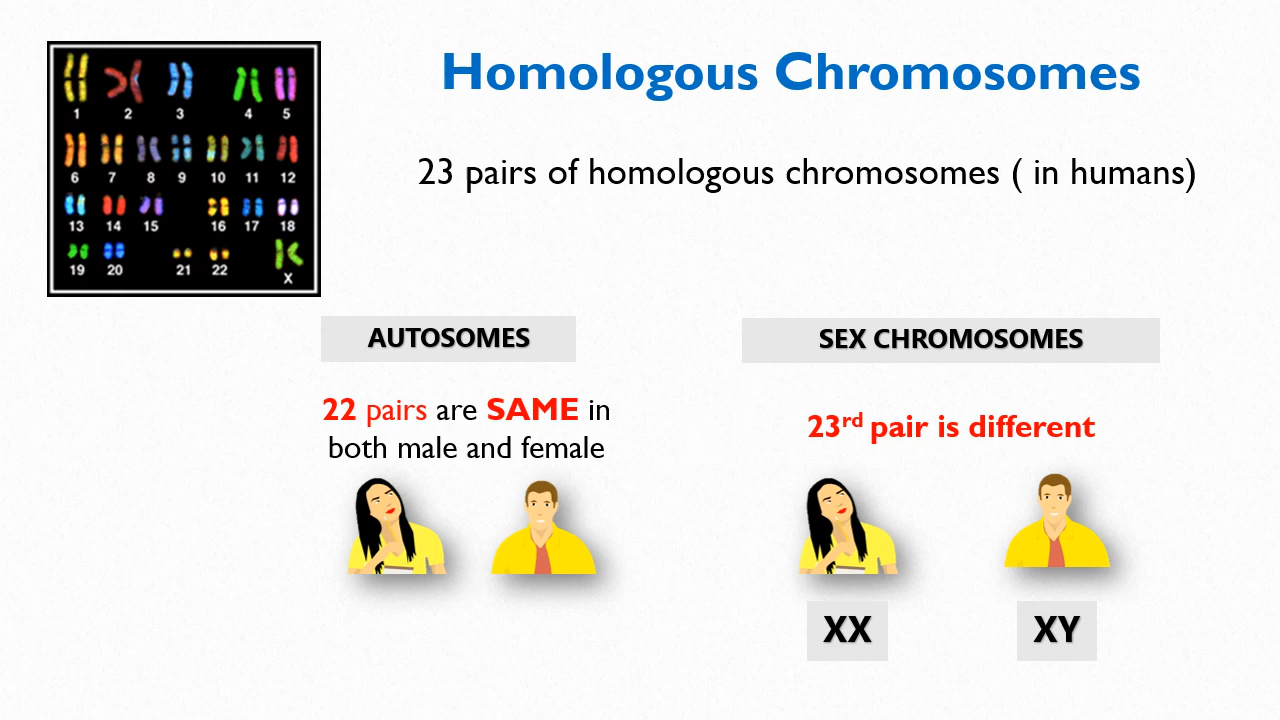 Homologous Chromosomes
23 pairs of homologous chromosomes ( in humans)
1 2 3 4 5
6 7 8 9 10 11 12
13 14 15 16 17 18
19 20 21 22 X
AUTOSOMES
22 pairs are SAME in
both male and female
SEX CHROMOSOMES
23rd pair is different
XX
XY